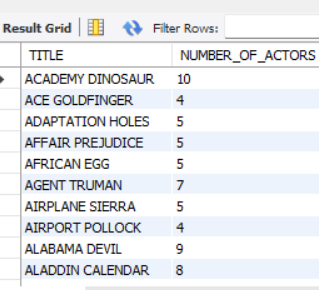 Result Grid Filter Rows:
TITLE NUMBER_OF_ACTORS
ACADEMY DINOSAUR 10
ACE GOLDFINGER 4
ADAPTATION HOLES 5
AFFAIR PREJUDICE 5
AFRICAN EGG 5
AGENT TRUMAN 7
AIRPLANE SIERRA 5
AIRPORT POLLOCK 4
ALABAMA DEVIL 9
ALADDIN CALENDAR 8